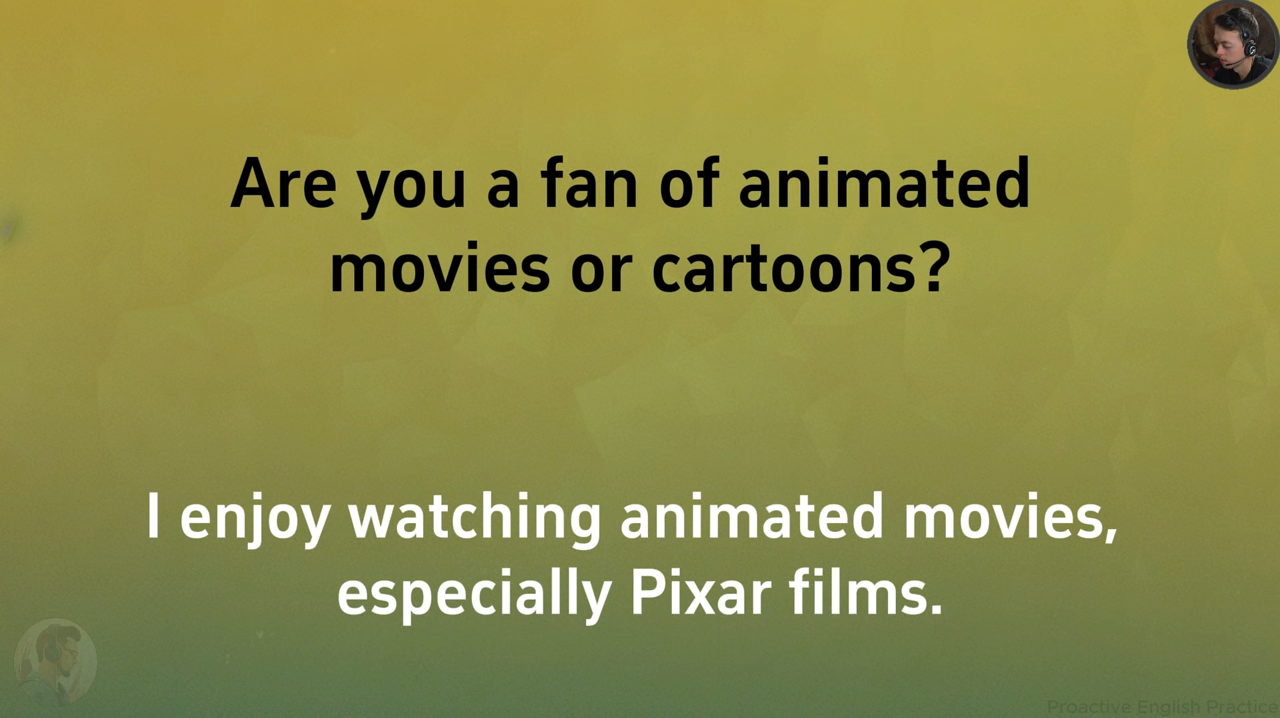 Are you a fan of animated
movies or cartoons?
I enjoy watching animated movies,
especially Pixar films.
Proactive English Practice